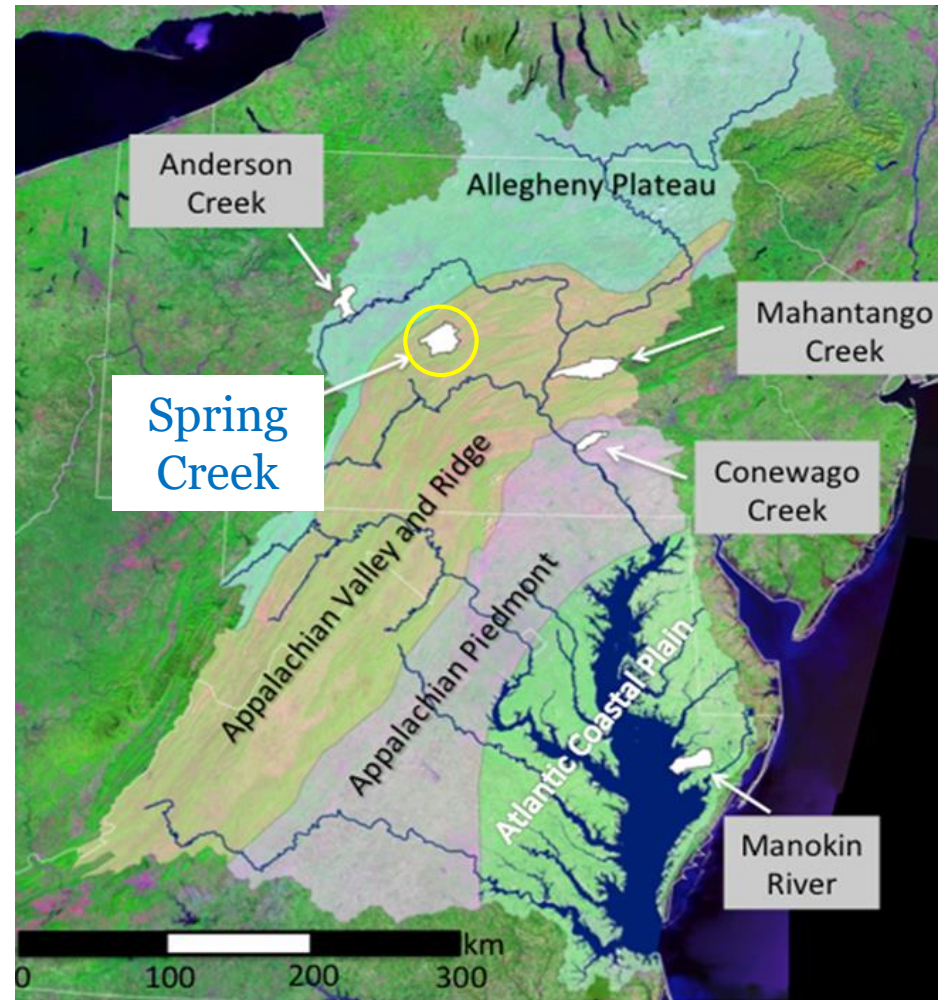 Anderson
Creek
Allegheny Plateau
Mahantango
Creek
Spring
Creek
Conewago
Creek
Appalachian Valley and Ridge
Appalachian Piedmont
Atlantic Coastal Plain
Manokin
River
km
0 100 200 300